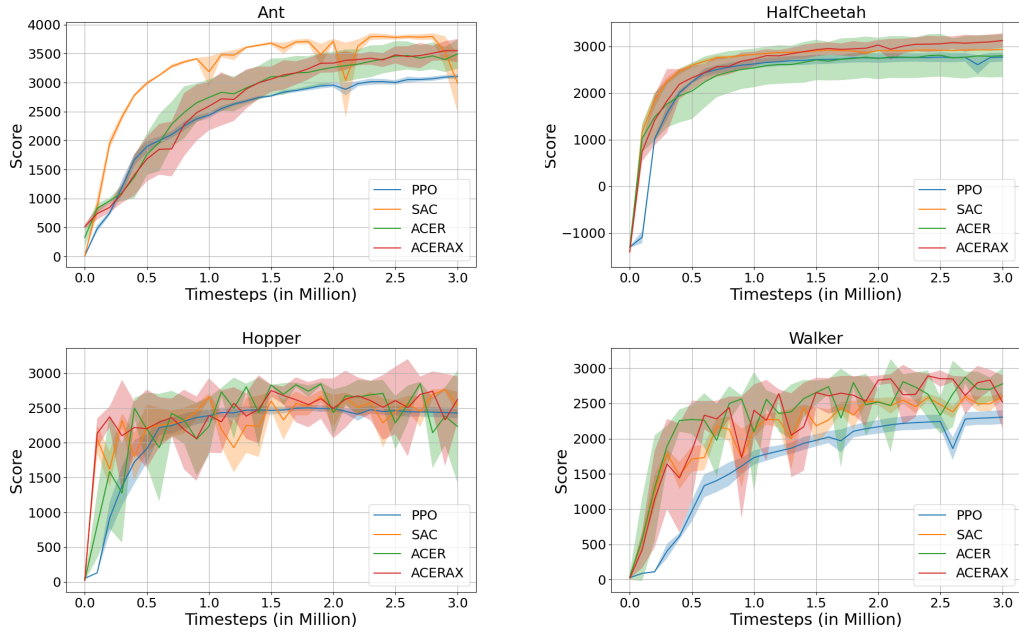 Ant
4000
3500
3000
2500
2000
1500
1000
500
0
Score
PPO
SAC
ACER
ACERAX
0.0 0.5 1.0 1.5 2.0 2.5 3.0
Timesteps (in Million)
HalfCheetah
3000
2000
1000
0
−1000
Score
PPO
SAC
ACER
ACERAX
0.0 0.5 1.0 1.5 2.0 2.5 3.0
Timesteps (in Million)
Hopper
3000
2500
2000
1500
1000
500
0
Score
PPO
SAC
ACER
ACERAX
0.0 0.5 1.0 1.5 2.0 2.5 3.0
Timesteps (in Million)
Walker
3000
2500
2000
1500
1000
500
0
Score
PPO
SAC
ACER
ACERAX
0.0 0.5 1.0 1.5 2.0 2.5 3.0
Timesteps (in Million)